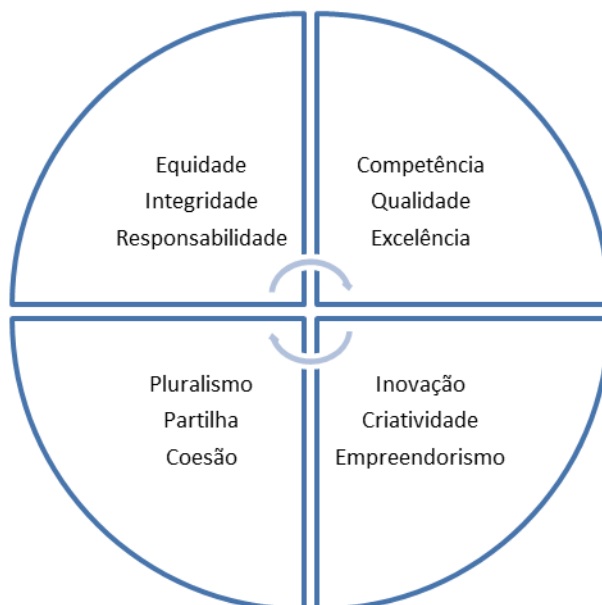 Equidade
Integridade
Responsabilidade
Competência
Qualidade
Excelência
Pluralismo
Partilha
Coesão
Inovação
Criatividade
Empreendorismo